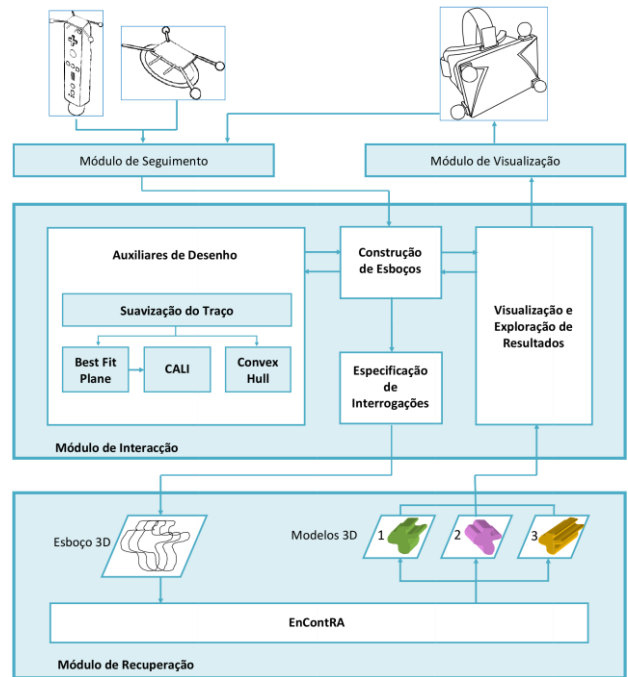 Módulo de Seguimento
Módulo de Visualização
Auxiliares de Desenho
Construção
de Esboços
Suavização do Traço
Best Fit
Plane
CALI
Convex
Hull
Especificação
de
Interrogações
Visualização e
Exploração de
Resultados
Módulo de Interacção
Esboço 3D
Modelos 3D
1
2
3
EnContRA
Módulo de Recuperação